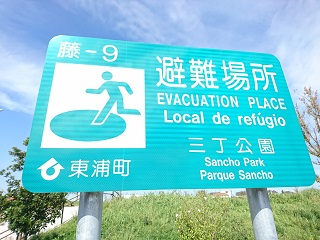 藤-9
避難場所
EVACUATION PLACE
Local de refúgio
三丁公園
Sancho Park
Parque Sancho
東浦町